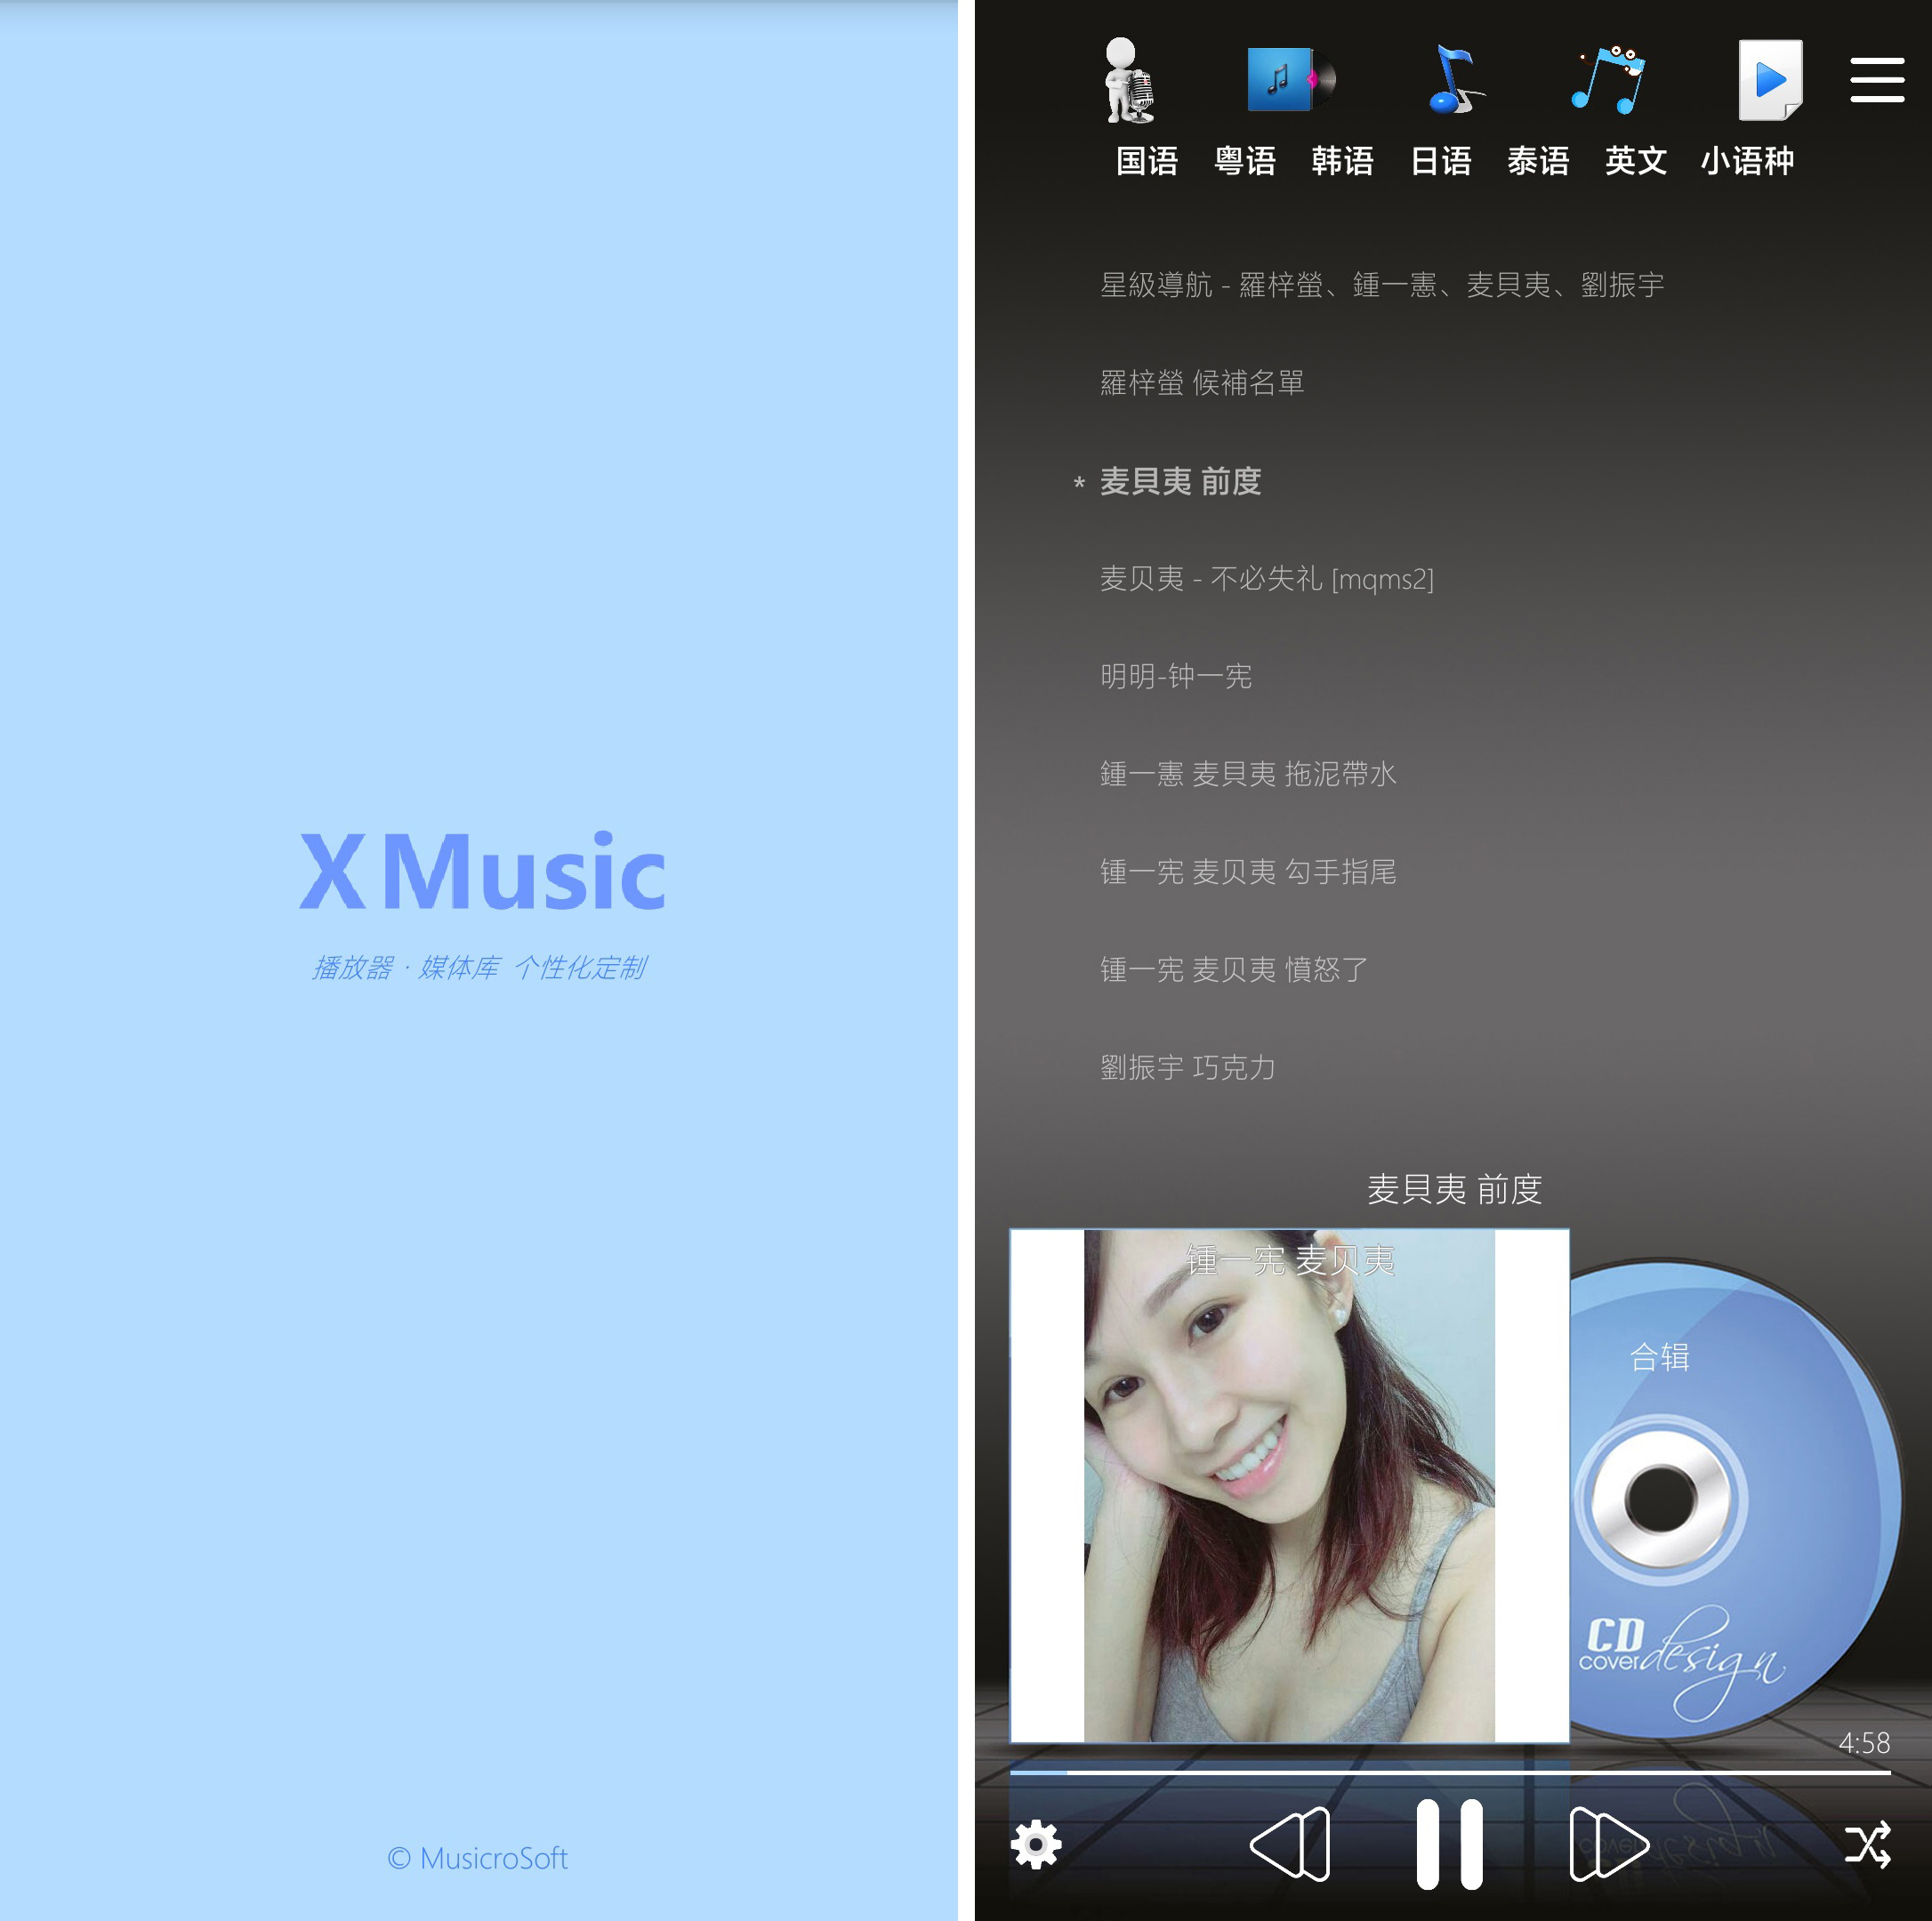 XMusic
播放器 · 媒体库 个性化定制
© MusicroSoft
国语 粤语 韩语 日语 泰语 英文 小语种
星級導航 - 羅梓螢、鍾一憲、麦貝夷、劉振宇
羅梓螢 候補名單
* 麦貝夷 前度
麦贝夷 - 不必失礼 [mqms2]
明明-钟一宪
鍾一憲 麦貝夷 拖泥帶水
锺一宪 麦贝夷 勾手指尾
锺一宪 麦贝夷 憤怒了
劉振宇 巧克力
麦貝夷 前度
锺一宪 麦贝夷
合辑
CD
coverdesign
4:58